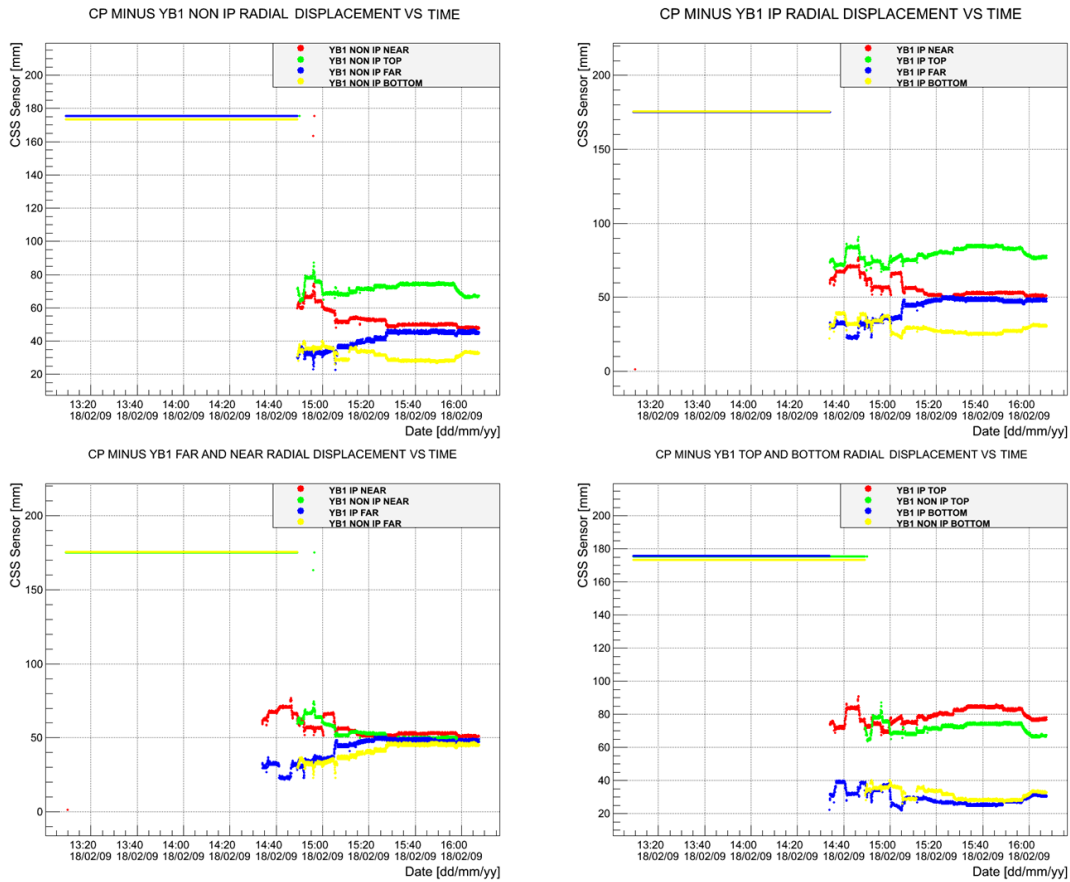 CP MINUS YB1 NON IP RADIAL DISPLACEMENT VS TIME
CSS Sensor [mm]
YB1 NON IP NEAR
YB1 NON IP TOP
YB1 NON IP FAR
YB1 NON IP BOTTOM
200
180
160
140
120
100
80
60
40
20
13:20 13:40 14:00 14:20 14:40 15:00 15:20 15:40 16:00
18/02/09 18/02/09 18/02/09 18/02/09 18/02/09 18/02/09 18/02/09 18/02/09 18/02/09
Date [dd/mm/yy]
CP MINUS YB1 IP RADIAL DISPLACEMENT VS TIME
CSS Sensor [mm]
YB1 IP NEAR
YB1 IP TOP
YB1 IP FAR
YB1 IP BOTTOM
200
150
100
50
0
13:20 13:40 14:00 14:20 14:40 15:00 15:20 15:40 16:00
18/02/09 18/02/09 18/02/09 18/02/09 18/02/09 18/02/09 18/02/09 18/02/09 18/02/09
Date [dd/mm/yy]
CP MINUS YB1 FAR AND NEAR RADIAL DISPLACEMENT VS TIME
CSS Sensor [mm]
YB1 IP NEAR
YB1 NON IP NEAR
YB1 IP FAR
YB1 NON IP FAR
200
150
100
50
0
13:20 13:40 14:00 14:20 14:40 15:00 15:20 15:40 16:00
18/02/09 18/02/09 18/02/09 18/02/09 18/02/09 18/02/09 18/02/09 18/02/09 18/02/09
Date [dd/mm/yy]
CP MINUS YB1 TOP AND BOTTOM RADIAL DISPLACEMENT VS TIME
CSS Sensor [mm]
YB1 IP TOP
YB1 NON IP TOP
YB1 IP BOTTOM
YB1 NON IP BOTTOM
200
180
160
140
120
100
80
60
40
20
13:20 13:40 14:00 14:20 14:40 15:00 15:20 15:40 16:00
18/02/09 18/02/09 18/02/09 18/02/09 18/02/09 18/02/09 18/02/09 18/02/09 18/02/09
Date [dd/mm/yy]